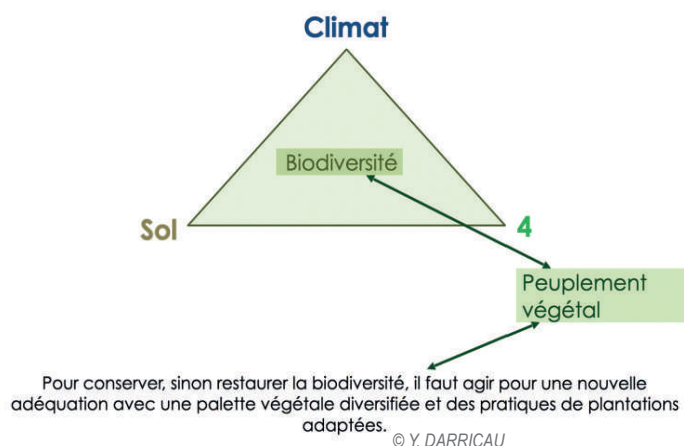 Climat
Biodiversité
Sol
4
Peuplement
végétal
Pour conserver, sinon restaurer la biodiversité, il faut agir pour une nouvelle
adéquation avec une palette végétale diversifiée et des pratiques de plantations
adaptées.
© Y. DARRICAU